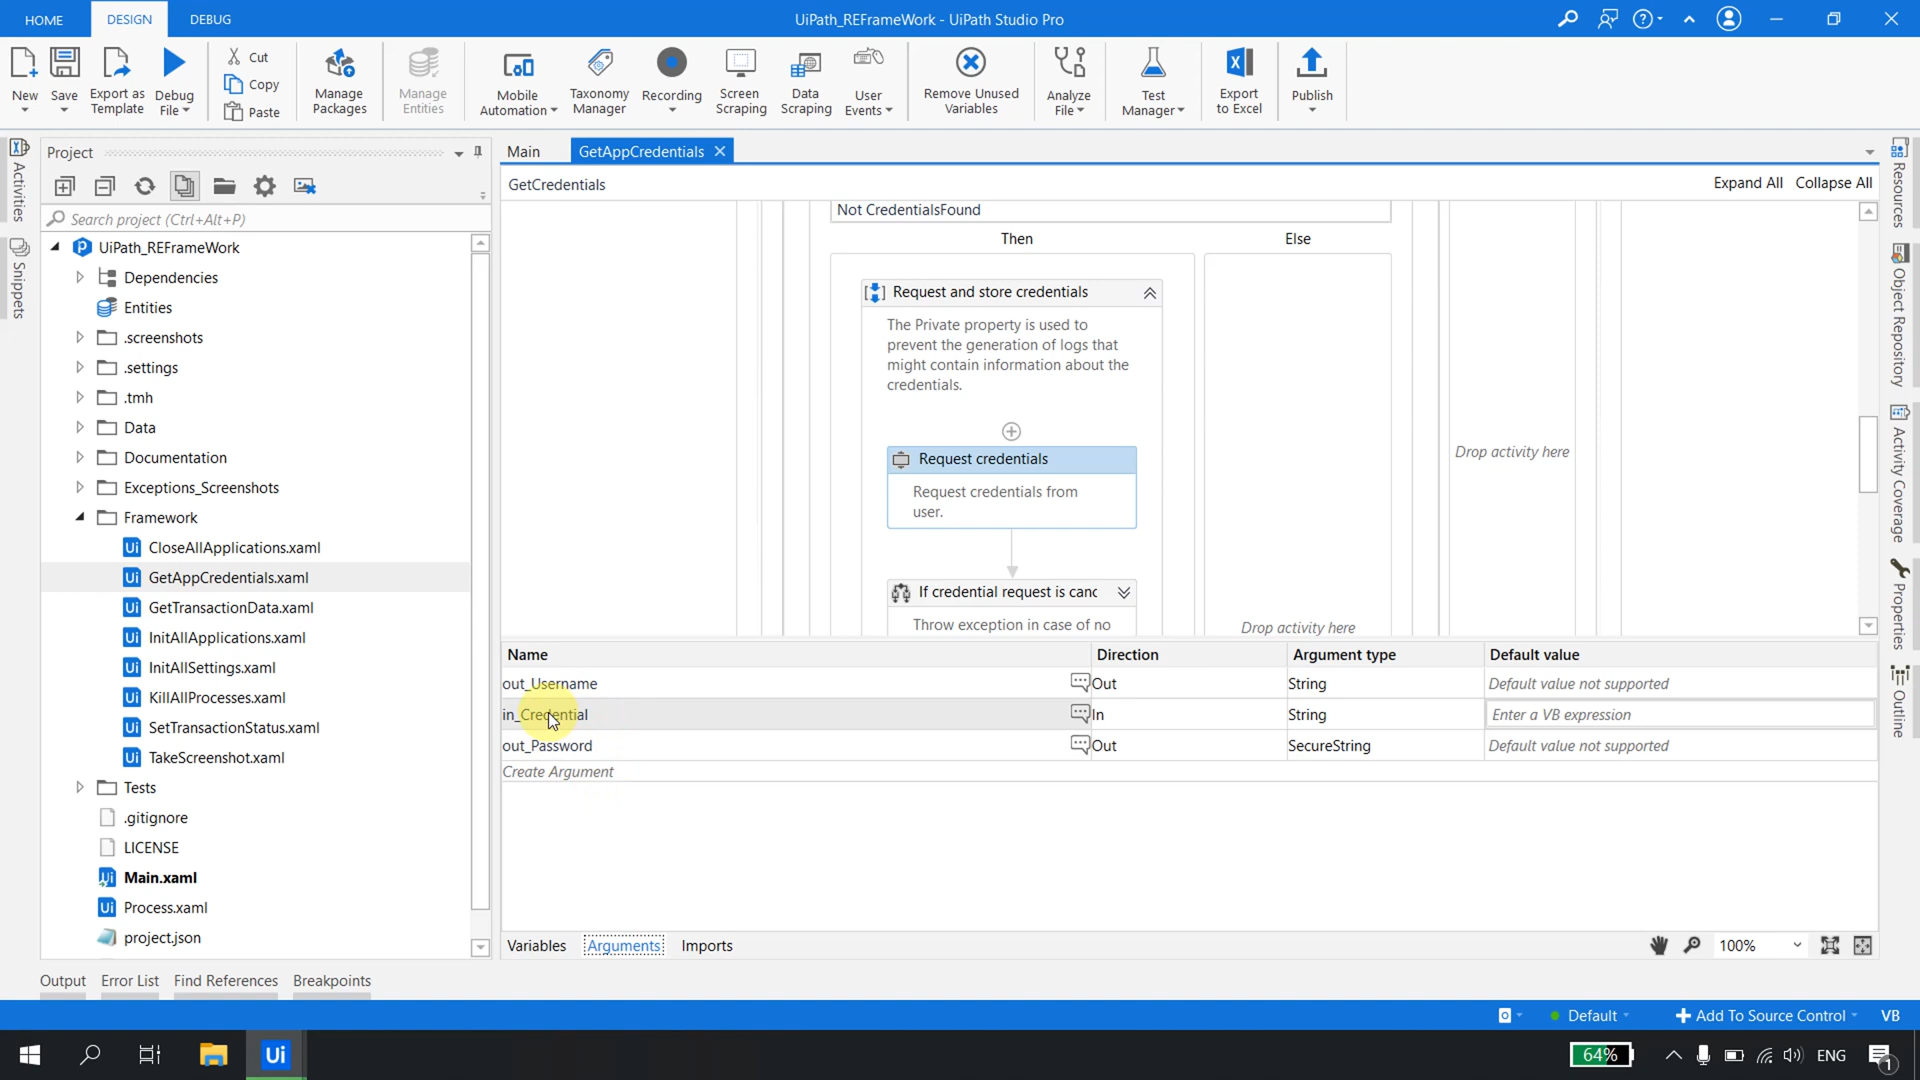 HOME
DESIGN
DEBUG
UiPath_REFrameWork - UiPath Studio Pro
New
Save
Export as
Template
Debug
File
Cut
Copy
Paste
Manage
Packages
Manage
Entities
Mobile
Automation
Taxonomy
Manager
Recording
Screen
Scraping
Data
Scraping
User
Events
Remove Unused
Variables
Analyze
File
Test
Manager
Export
to Excel
Publish
Activities
Snippets
Project
Search project (Ctrl+Alt+P)
UiPath_REFrameWork
Dependencies
Entities
.screenshots
.settings
.tmh
Data
Documentation
Exceptions_Screenshots
Framework
CloseAllApplications.xaml
GetAppCredentials.xaml
GetTransactionData.xaml
InitAllApplications.xaml
InitAllSettings.xaml
KillAllProcesses.xaml
SetTransactionStatus.xaml
TakeScreenshot.xaml
Tests
.gitignore
LICENSE
Main.xaml
Process.xaml
project.json
Main
GetAppCredentials
GetCredentials
Expand All
Collapse All
Not CredentialsFound
Then
Else
Request and store credentials
The Private property is used to
prevent the generation of logs that
might contain information about the
credentials.
Request credentials
Request credentials from
user.
If credential request is canc
Throw exception in case of no
Drop activity here
Drop activity here
Name Direction Argument type Default value
out_Username Out String Default value not supported
in_Credential In String Enter a VB expression
out_Password Out SecureString Default value not supported
Create Argument
Variables
Arguments
Imports
100%
Resources
Object Repository
Activity Coverage
Properties
Outline
Output
Error List
Find References
Breakpoints
Default
Add To Source Control
VB
Ui
64%
ENG
1